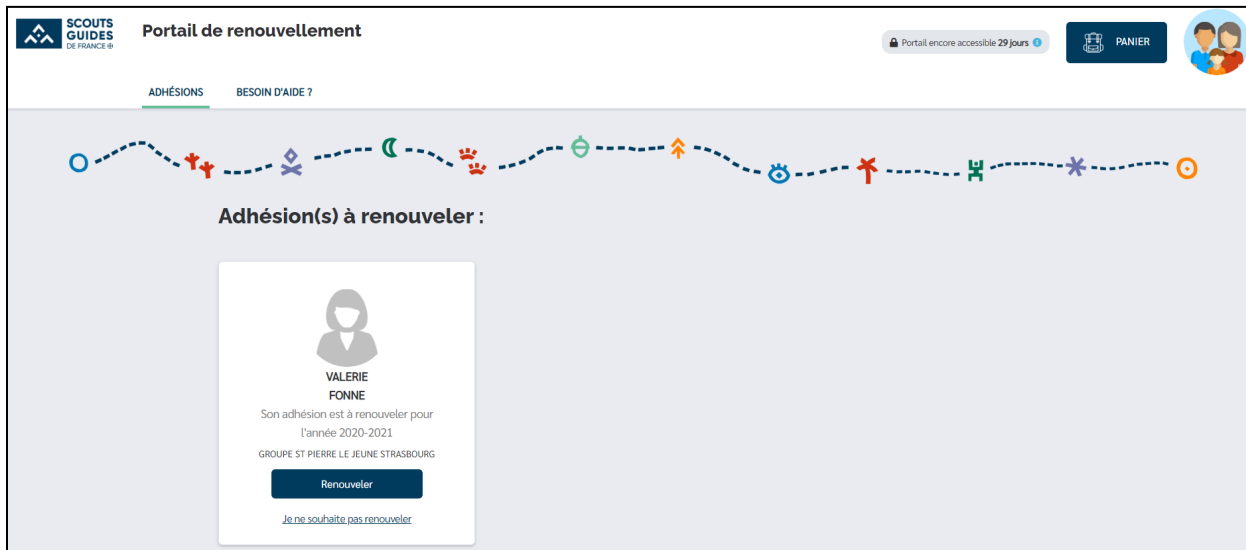 SCOUTS
GUIDES
DE FRANCE
Portail de renouvellement
Portail encore accessible 29 jours
PANIER
ADHÉSIONS
BESOIN D'AIDE ?
Adhésion(s) à renouveler :
VALERIE
FONNE
Son adhésion est à renouveler pour
l'année 2020-2021
GROUPE ST PIERRE LE JEUNE STRASBOURG
Renouveler
Je ne souhaite pas renouveler